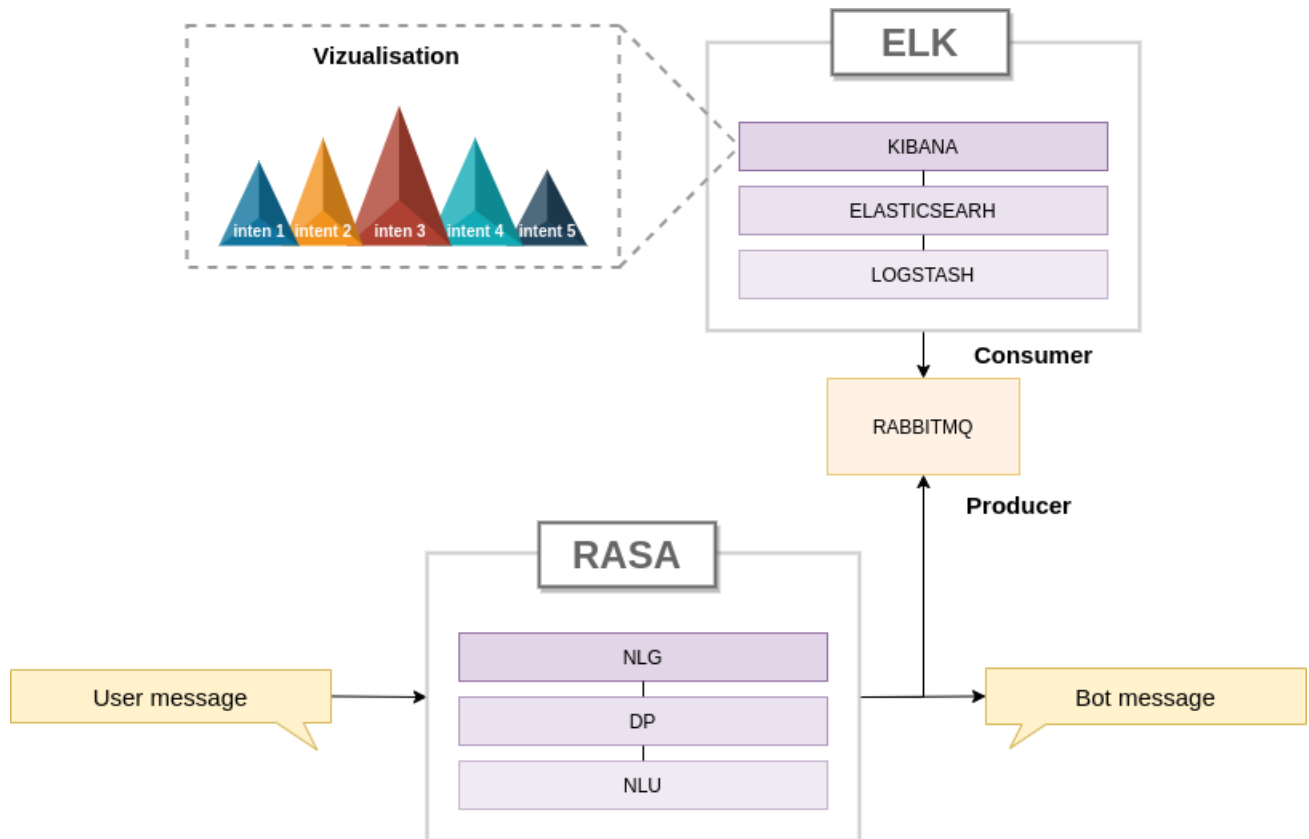 Vizualisation
inten 1
intent 2
inten 3
intent 4
intent 5
ELK
KIBANA
ELASTICSEARH
LOGSTASH
Consumer
RABBITMQ
Producer
RASA
NLG
DP
NLU
User message
Bot message